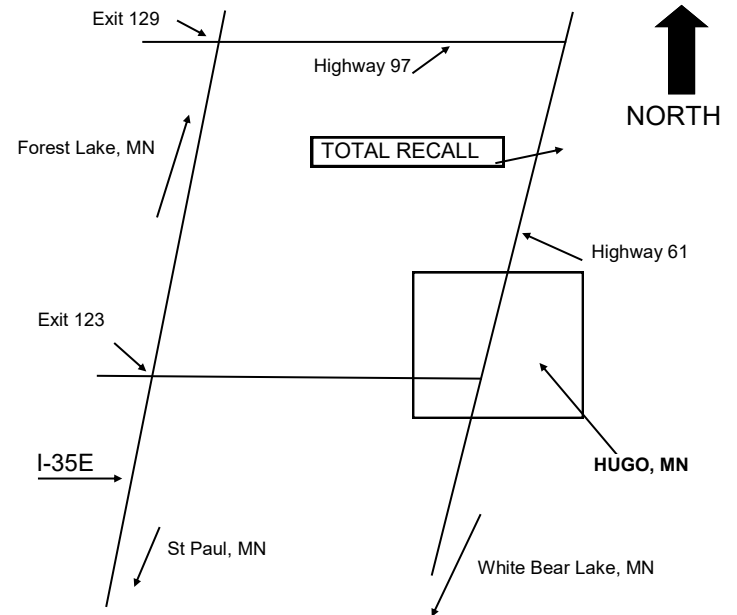 Exit 129
Highway 97
NORTH
Forest Lake, MN
TOTAL RECALL
Highway 61
Exit 123
I-35E
HUGO, MN
St Paul, MN
White Bear Lake, MN